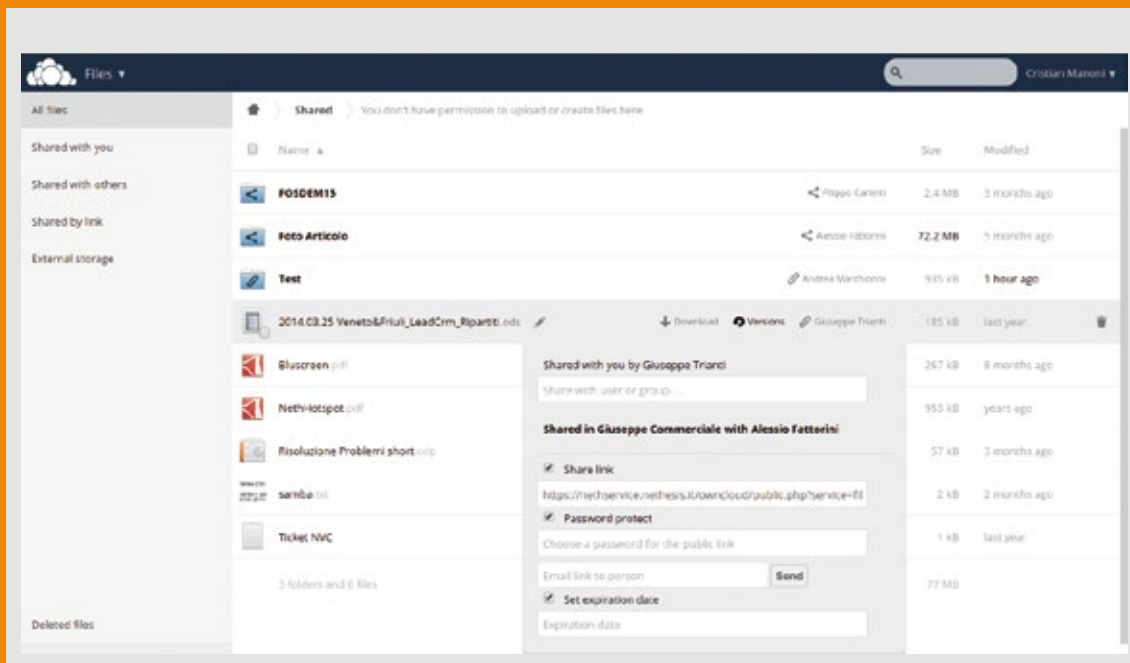 Files ▾
Cristian Manoni ▾
All files
Shared with you
Shared with others
Shared by link
External storage
Deleted files
Shared
You don't have permission to upload or create files here
Name ▴ Size Modified
FOSDEM15 Filippo Carletti 2.4 MB 3 months ago
Foto Articolo Alessio Fattorini 72.2 MB 5 months ago
Test Andrea Marchionni 935 kB 1 hour ago
2014.03.25 Veneto&Friuli_LeadCrm_Ripartiti.ods Download Versions Giuseppe Trianti 185 kB last year
Shared with you by Giuseppe Trianti
Share with user or group ...
Shared in Giuseppe Commerciale with Alessio Fattorini
Share link
https://nethservice.nethesis.it/owncloud/public.php?service=fil
Password protect
Choose a password for the public link
Email link to person Send
Set expiration date
Expiration date
Bluscreen.pdf 267 kB 8 months ago
NethHotspot.pdf 953 kB years ago
Risoluzione Problemi short.odp 57 kB 3 months ago
samba.txt 2 kB 2 months ago
Ticket NVC 1 kB last year
3 folders and 6 files 77 MB